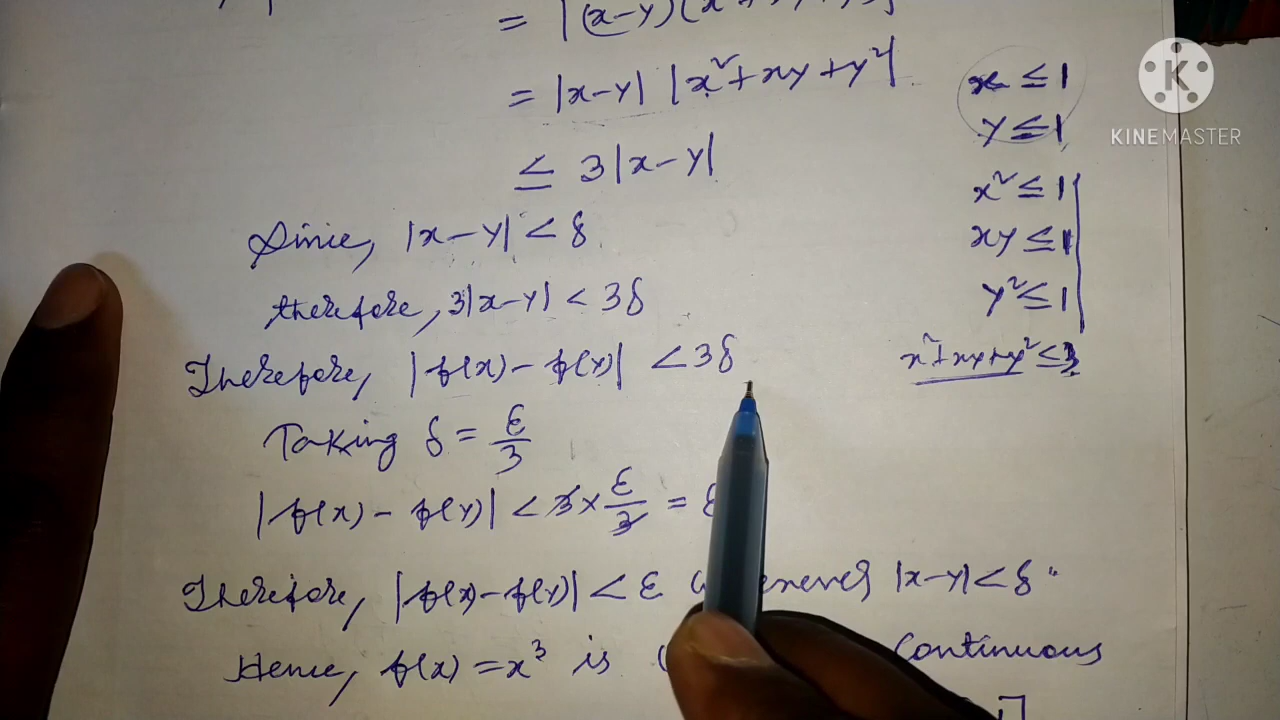 = |(x-y)(x²
= |x-y| |x²+xy+y²|
≤ 3|x-y|
x ≤ 1
y ≤ 1
x² ≤ 1
xy ≤ 1
y² ≤ 1
x²+xy+y² ≤ 3
Since, |x-y| < δ
therefore, 3|x-y| < 3δ
Therefore, |f(x) - f(y)| < 3δ
Taking δ = ε/3
|f(x) - f(y)| < 3 × ε/3 = ε
Therefore, |f(x)-f(y)| < ε |x-y| < δ
Hence, f(x) = x³ is continuous
KINEMASTER